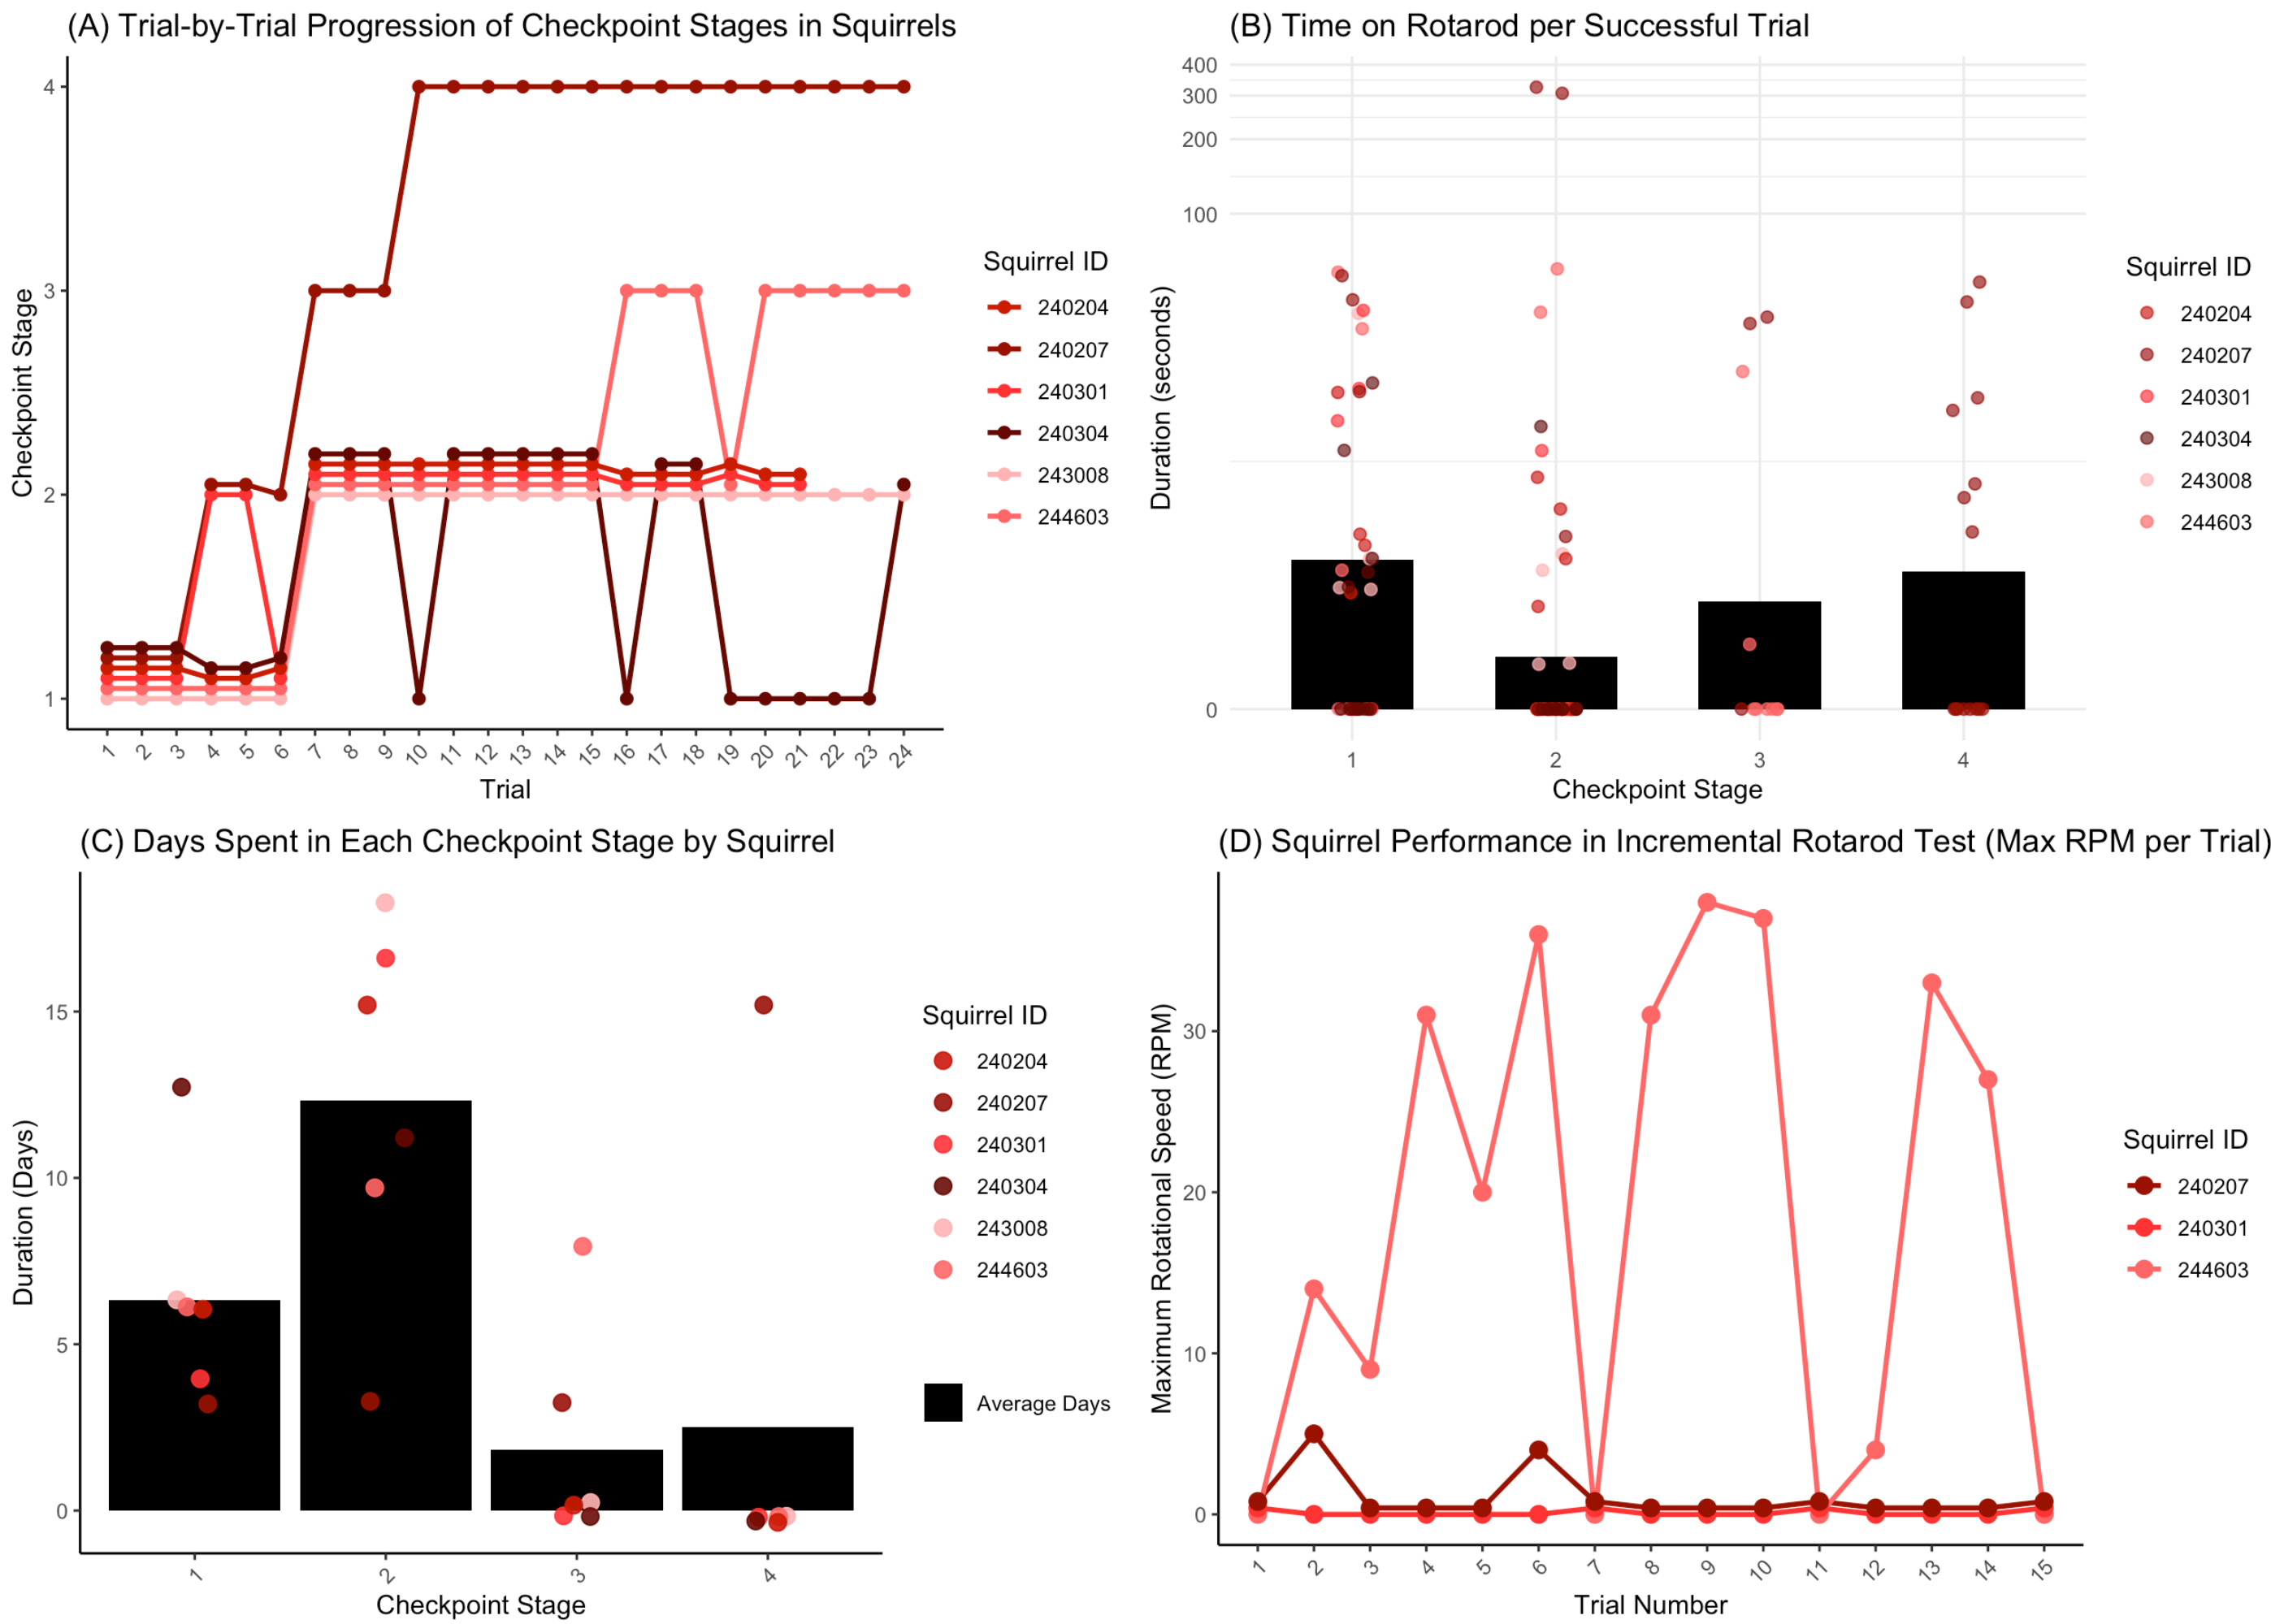 (A) Trial-by-Trial Progression of Checkpoint Stages in Squirrels
4
3
2
1
Checkpoint Stage
1 2 3 4 5 6 7 8 9 10 11 12 13 14 15 16 17 18 19 20 21 22 23 24
Trial
Squirrel ID
240204
240207
240301
240304
243008
244603
(B) Time on Rotarod per Successful Trial
400
300
200
100
0
Duration (seconds)
1 2 3 4
Checkpoint Stage
Squirrel ID
240204
240207
240301
240304
243008
244603
(C) Days Spent in Each Checkpoint Stage by Squirrel
15
10
5
0
Duration (Days)
1 2 3 4
Checkpoint Stage
Squirrel ID
240204
240207
240301
240304
243008
244603
Average Days
(D) Squirrel Performance in Incremental Rotarod Test (Max RPM per Trial)
30
20
10
0
Maximum Rotational Speed (RPM)
1 2 3 4 5 6 7 8 9 10 11 12 13 14 15
Trial Number
Squirrel ID
240207
240301
244603